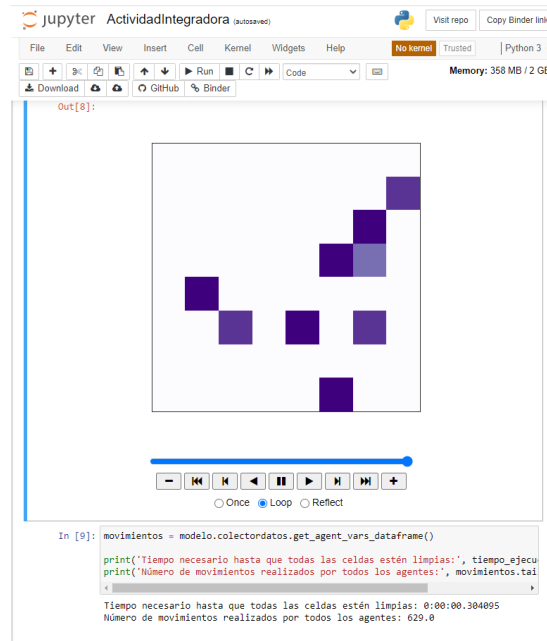 jupyter ActividadIntegradora (autosaved)
Visit repo Copy Binder link
File Edit View Insert Cell Kernel Widgets Help No kernel Trusted Python 3
Run Code Memory: 358 MB / 2 GB
Download GitHub Binder
Out[8]:
Once Loop Reflect
In [9]: movimientos = modelo.colectordatos.get_agent_vars_dataframe()
print('Tiempo necesario hasta que todas las celdas estén limpias:', tiempo_ejecu
print('Número de movimientos realizados por todos los agentes:', movimientos.tai
Tiempo necesario hasta que todas las celdas estén limpias: 0:00:00.304095
Número de movimientos realizados por todos los agentes: 629.0